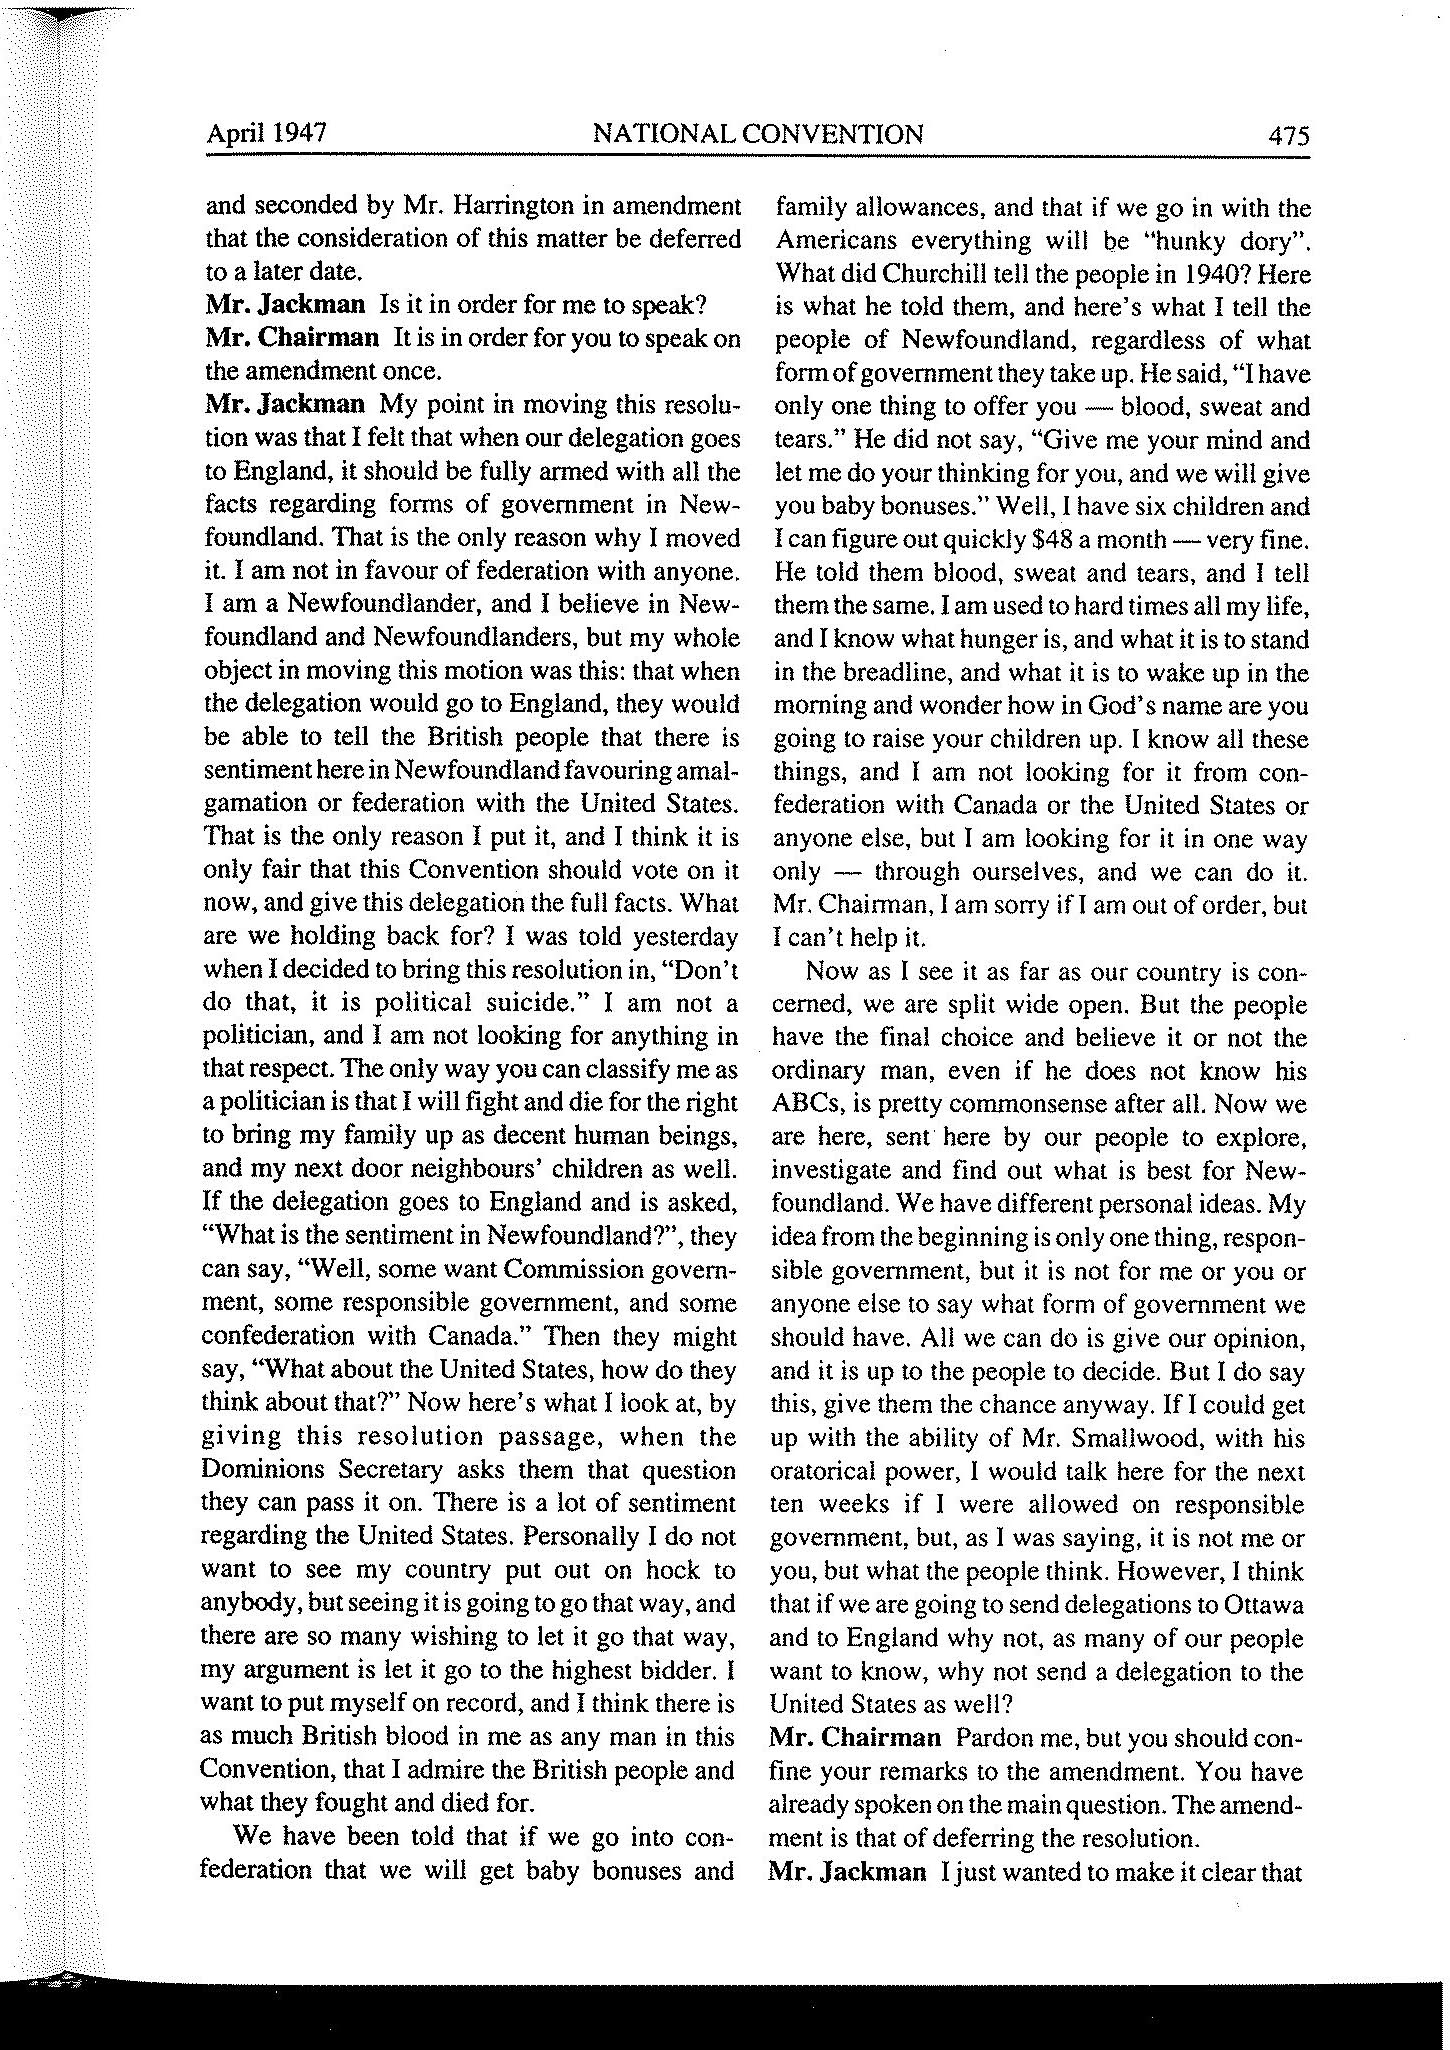 April 1947 NATIONAL CONVENTION 475
and seconded by Mr. Harrington in amendment
that the consideration of this matter be deferred
to a later date.
Mr. Jackman Is it in order for me to speak?
Mr. Chairman It is in order for you to speak on
the amendment once.
Mr. Jackman My point in moving this resolu-
tion was that I felt that when our delegation goes
to England, it should be fully armed with all the
facts regarding forms of government in New-
foundland. That is the only reason why I moved
it. I am not in favour of federation with anyone.
I am a Newfoundlander, and I believe in New-
foundland and Newfoundlanders, but my whole
object in moving this motion was this: that when
the delegation would go to England, they would
be able to tell the British people that there is
sentiment here in Newfoundland favouring amal-
gamation or federation with the United States.
That is the only reason I put it, and I think it is
only fair that this Convention should vote on it
now, and give this delegation the full facts. What
are we holding back for? I was told yesterday
when I decided to bring this resolution in, “Don't
do that, it is political suicide.” I am not a
politician, and I am not looking for anything in
that respect. The only way you can classify me as
a politician is that I will fight and die for the right
to bring my family up as decent human beings,
and my next door neighbours' children as well.
If the delegation goes to England and is asked,
“What is the sentiment in Newfoundland?”, they
can say, “Well, some want Commission govern-
ment, some responsible government, and some
confederation with Canada.” Then they might
say, “What about the United States, how do they
think about that?” Now here's what I look at, by
giving this resolution passage, when the
Dominions Secretary asks them that question
they can pass it on. There is a lot of sentiment
regarding the United States. Personally I do not
want to see my country put out on hock to
anybody, but seeing it is going to go that way, and
there are so many wishing to let it go that way,
my argument is let it go to the highest bidder. I
want to put myself on record, and I think there is
as much British blood in me as any man in this
Convention, that I admire the British people and
what they fought and died for.
We have been told that if we go into con-
federation that we will get baby bonuses and
family allowances, and that if we go in with the
Americans everything will be “hunky dory”.
What did Churchill tell the people in 1940? Here
is what he told them, and here's what I tell the
people of Newfoundland, regardless of what
form of government they take up. He said, “I have
only one thing to offer you — blood, sweat and
tears.” He did not say, “Give me your mind and
let me do your thinking for you, and we will give
you baby bonuses.” Well, I have six children and
I can figure out quickly $48 a month — very fine.
He told them blood, sweat and tears, and I tell
them the same. I am used to hard times all my life,
and I know what hunger is, and what it is to stand
in the breadline, and what it is to wake up in the
morning and wonder how in God's name are you
going to raise your children up. I know all these
things, and I am not looking for it from con-
federation with Canada or the United States or
anyone else, but I am looking for it in one way
only — through ourselves, and we can do it.
Mr. Chairman, I am sorry if I am out of order, but
I can't help it.
Now as I see it as far as our country is con-
cerned, we are split wide open. But the people
have the final choice and believe it or not the
ordinary man, even if he does not know his
ABCs, is pretty commonsense after all. Now we
are here, sent here by our people to explore,
investigate and find out what is best for New-
foundland. We have different personal ideas. My
idea from the beginning is only one thing, respon-
sible government, but it is not for me or you or
anyone else to say what form of government we
should have. All we can do is give our opinion,
and it is up to the people to decide. But I do say
this, give them the chance anyway. If I could get
up with the ability of Mr. Smallwood, with his
oratorical power, I would talk here for the next
ten weeks if I were allowed on responsible
government, but, as I was saying, it is not me or
you, but what the people think. However, I think
that if we are going to send delegations to Ottawa
and to England why not, as many of our people
want to know, why not send a delegation to the
United States as well?
Mr. Chairman Pardon me, but you should con-
fine your remarks to the amendment. You have
already spoken on the main question. The amend-
ment is that of deferring the resolution.
Mr. Jackman I just wanted to make it clear that